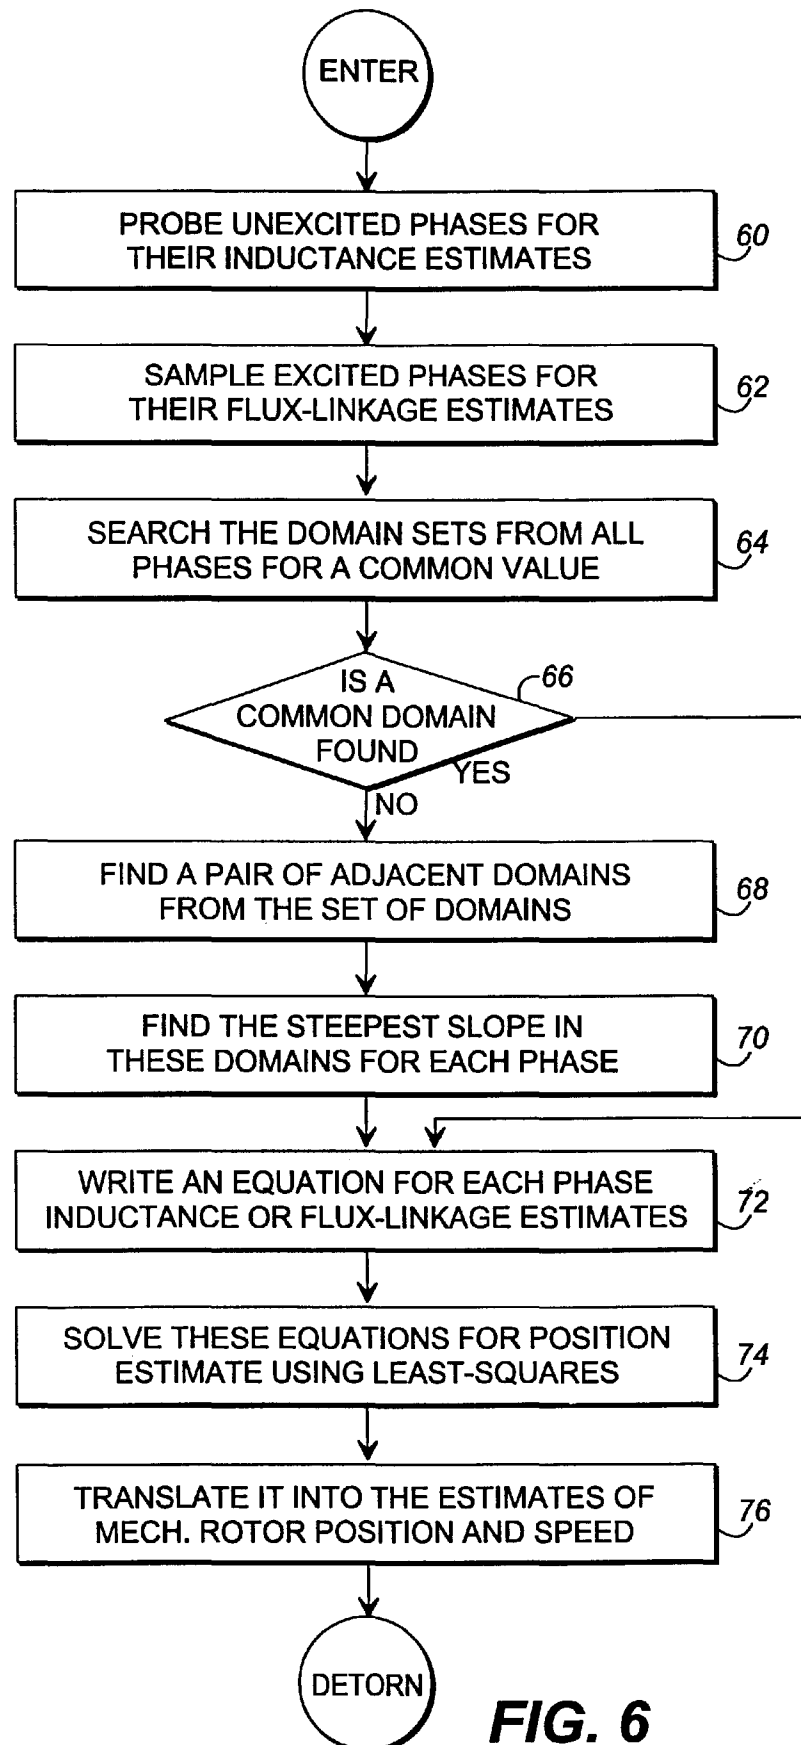 ENTER
PROBE UNEXCITED PHASES FOR
THEIR INDUCTANCE ESTIMATES
60
SAMPLE EXCITED PHASES FOR
THEIR FLUX-LINKAGE ESTIMATES
62
SEARCH THE DOMAIN SETS FROM ALL
PHASES FOR A COMMON VALUE
64
IS A
COMMON DOMAIN
FOUND
66
YES
NO
FIND A PAIR OF ADJACENT DOMAINS
FROM THE SET OF DOMAINS
68
FIND THE STEEPEST SLOPE IN
THESE DOMAINS FOR EACH PHASE
70
WRITE AN EQUATION FOR EACH PHASE
INDUCTANCE OR FLUX-LINKAGE ESTIMATES
72
SOLVE THESE EQUATIONS FOR POSITION
ESTIMATE USING LEAST-SQUARES
74
TRANSLATE IT INTO THE ESTIMATES OF
MECH. ROTOR POSITION AND SPEED
76
DETORN
FIG. 6